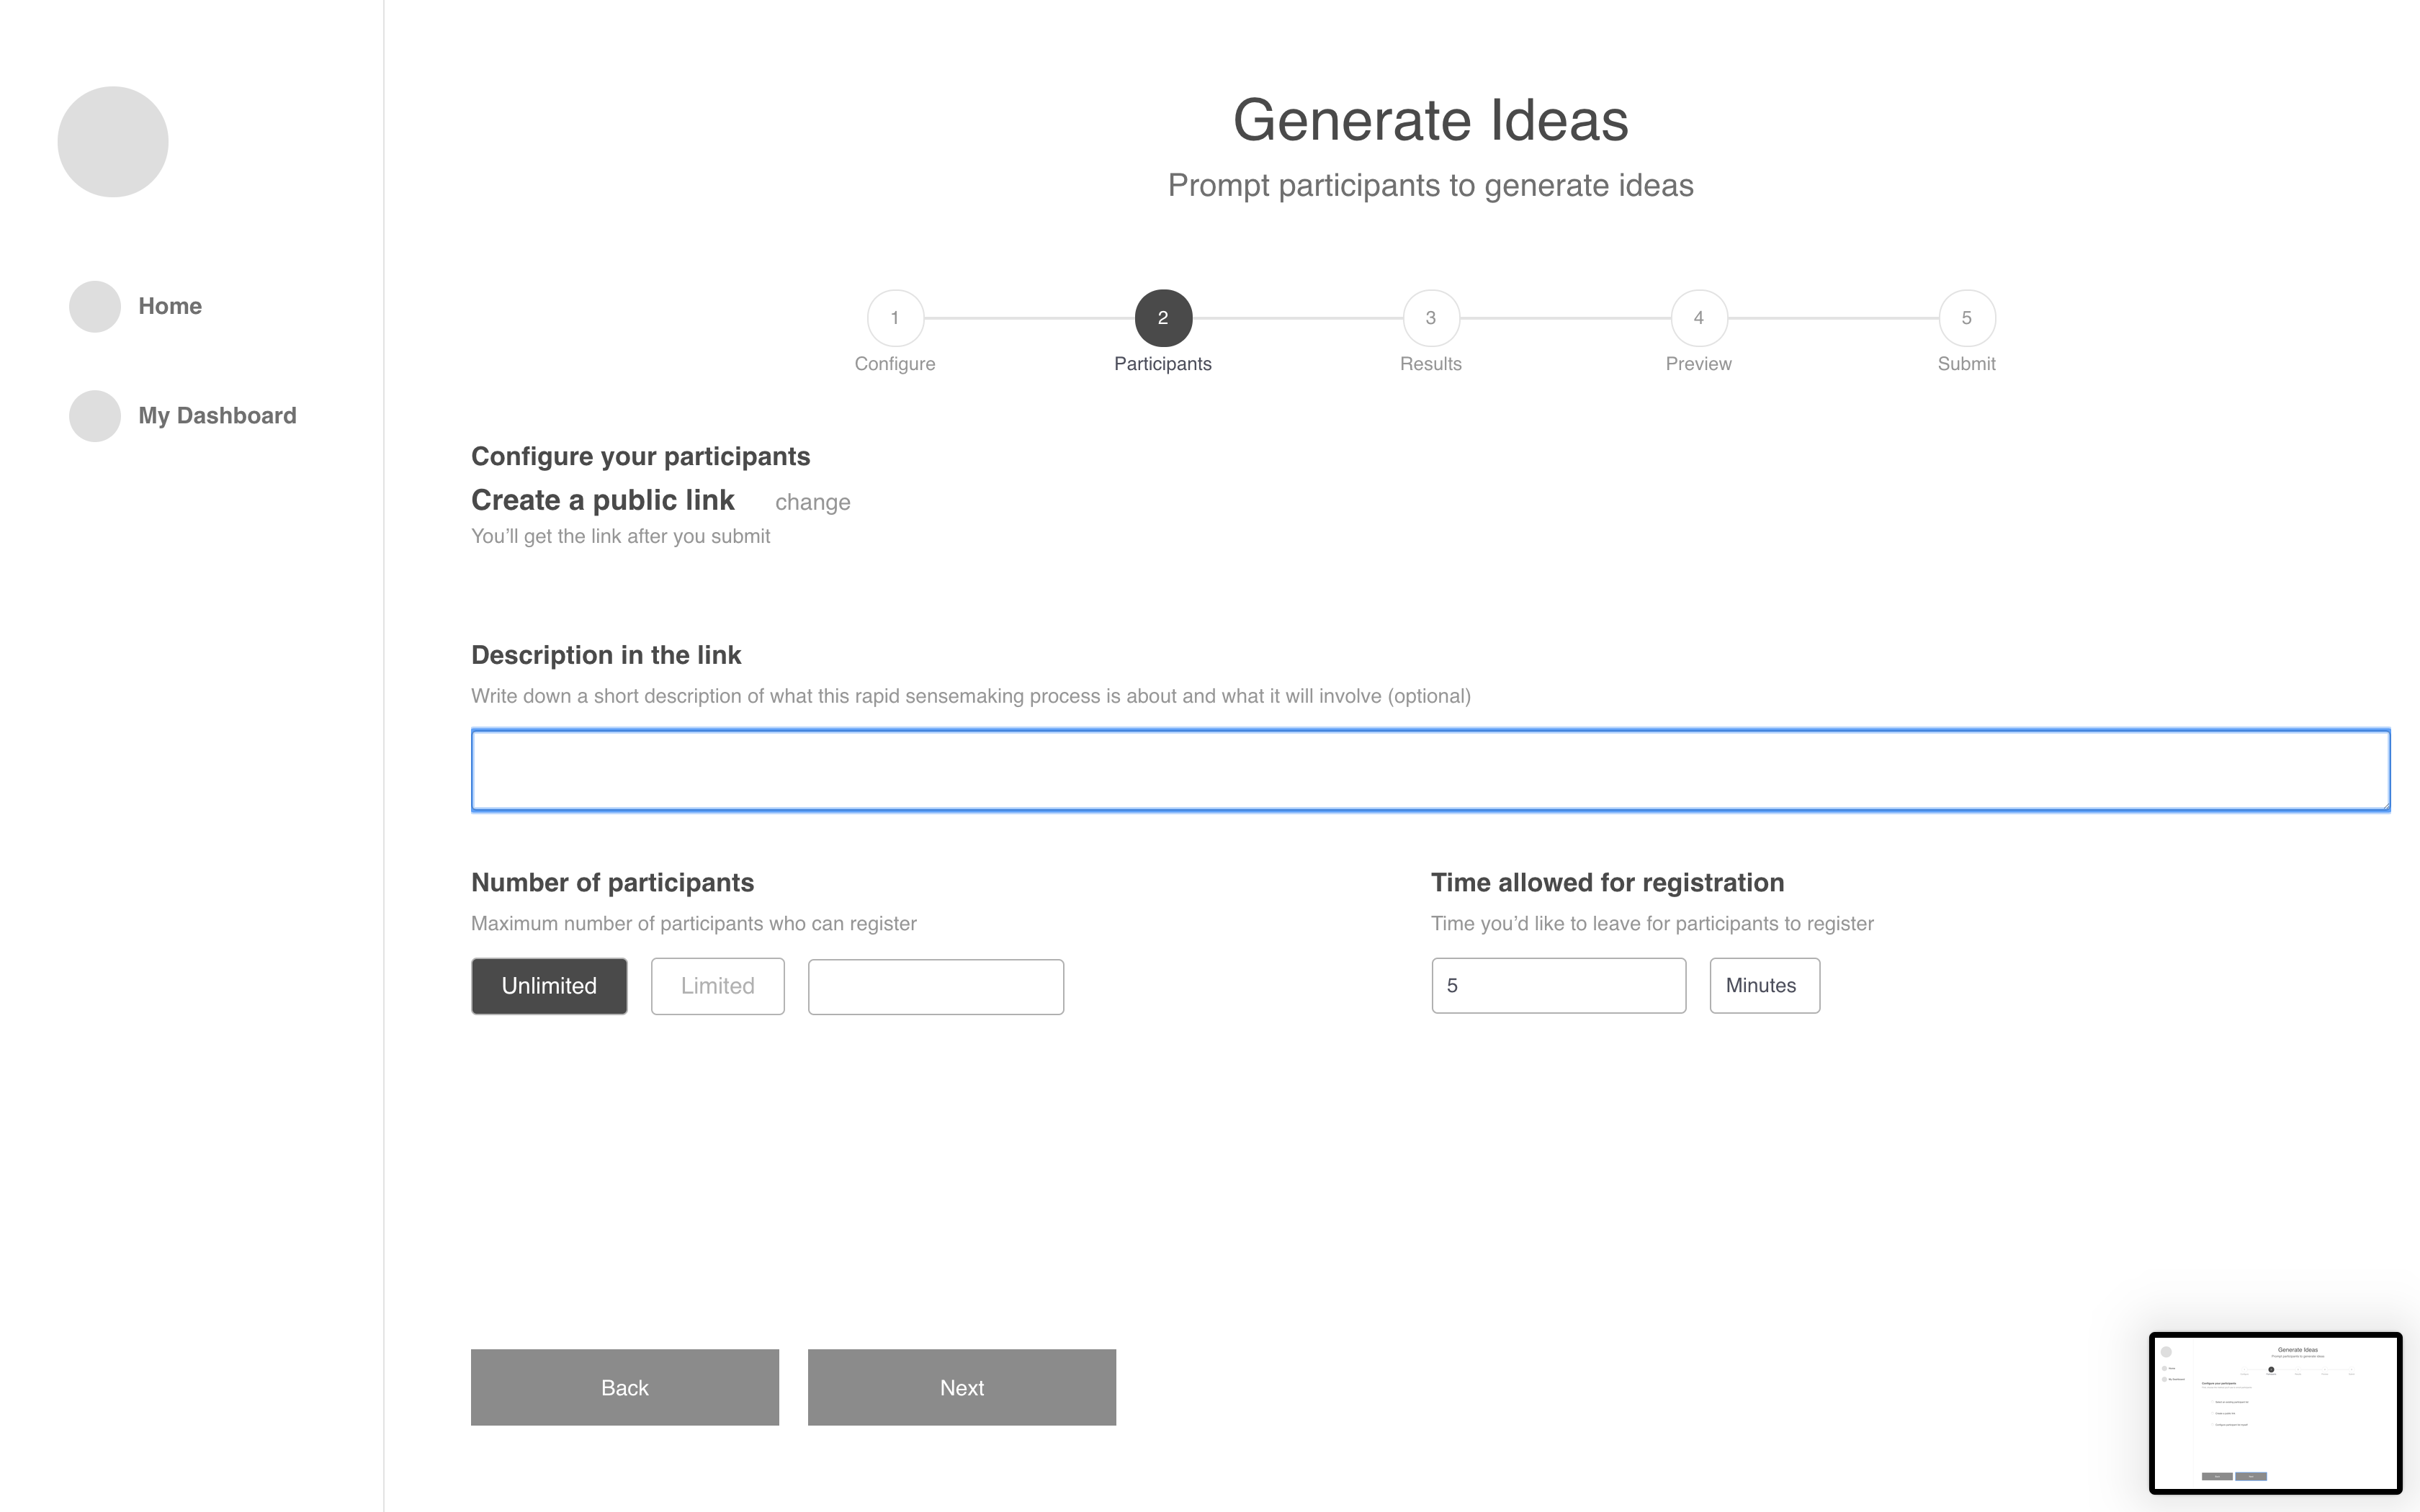 Generate Ideas
Prompt participants to generate ideas
Home
My Dashboard
1
2
3
4
5
Configure
Participants
Results
Preview
Submit
Configure your participants
Create a public link change
You’ll get the link after you submit
Description in the link
Write down a short description of what this rapid sensemaking process is about and what it will involve (optional)
Number of participants
Maximum number of participants who can register
Unlimited
Limited
Time allowed for registration
Time you’d like to leave for participants to register
5
Minutes
Back
Next
Generate Ideas